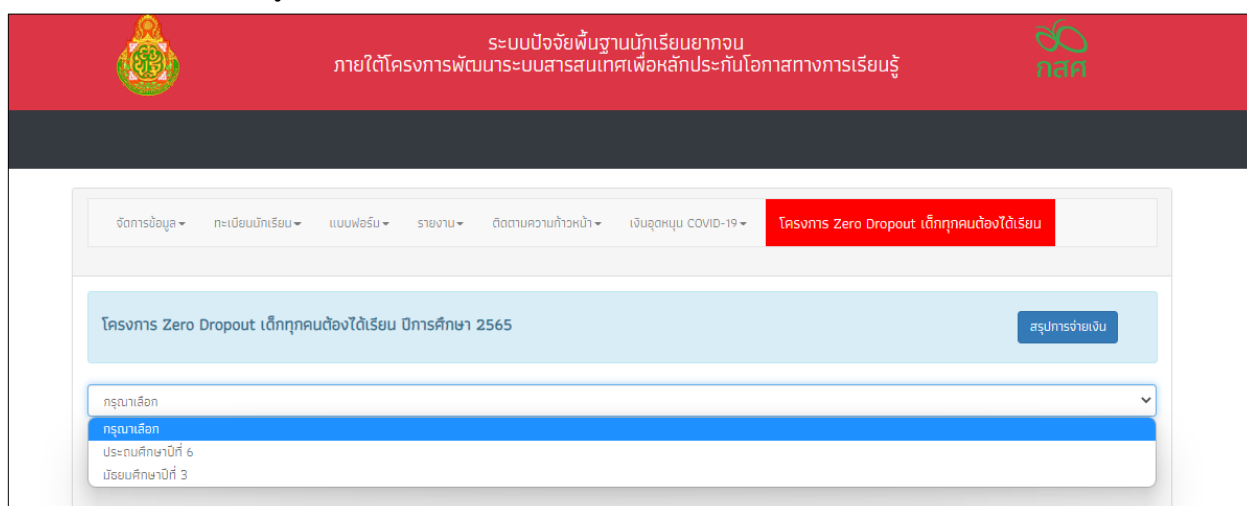 ระบบปัจจัยพื้นฐานนักเรียนยากจน
ภายใต้โครงการพัฒนาระบบสารสนเทศเพื่อหลักประกันโอกาสทางการเรียนรู้
กสศ
จัดการข้อมูล
ทะเบียนนักเรียน
แบบฟอร์ม
รายงาน
ติดตามความก้าวหน้า
เงินอุดหนุน COVID-19
โครงการ Zero Dropout เด็กทุกคนต้องได้เรียน
โครงการ Zero Dropout เด็กทุกคนต้องได้เรียน ปีการศึกษา 2565
สรุปการจ่ายเงิน
กรุณาเลือก
กรุณาเลือก
ประถมศึกษาปีที่ 6
มัธยมศึกษาปีที่ 3